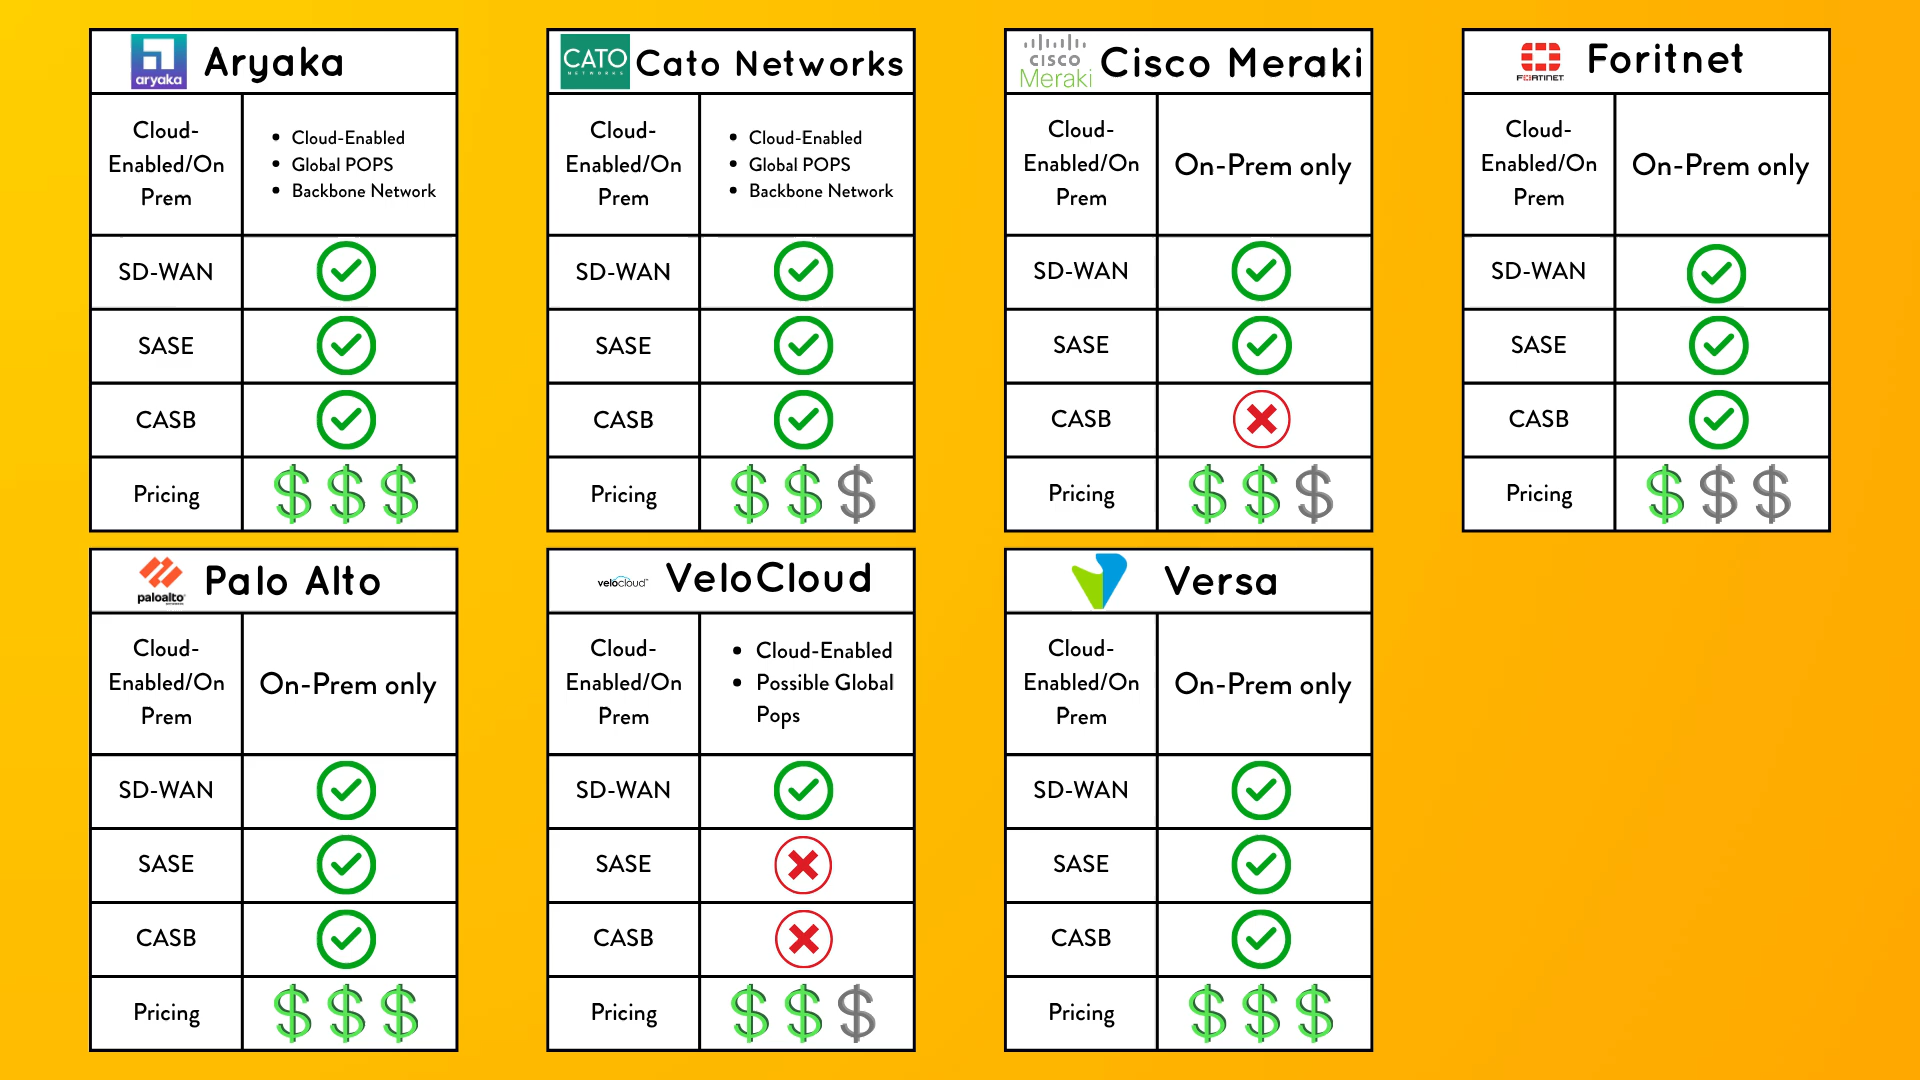 aryaka
Aryaka
Cloud-
Enabled/On
Prem
• Cloud-Enabled
• Global POPS
• Backbone Network
SD-WAN
SASE
CASB
Pricing
$ $ $
CATO
NETWORKS
Cato Networks
Cloud-
Enabled/On
Prem
• Cloud-Enabled
• Global POPS
• Backbone Network
SD-WAN
SASE
CASB
Pricing
$ $ $
CISCO
Meraki
Cisco Meraki
Cloud-
Enabled/On
Prem
On-Prem only
SD-WAN
SASE
CASB
Pricing
$ $ $
FORTINET
Foritnet
Cloud-
Enabled/On
Prem
On-Prem only
SD-WAN
SASE
CASB
Pricing
$ $ $
paloalto
Palo Alto
Cloud-
Enabled/On
Prem
On-Prem only
SD-WAN
SASE
CASB
Pricing
$ $ $
velocloud
VeloCloud
Cloud-
Enabled/On
Prem
• Cloud-Enabled
• Possible Global
Pops
SD-WAN
SASE
CASB
Pricing
$ $ $
Versa
Cloud-
Enabled/On
Prem
On-Prem only
SD-WAN
SASE
CASB
Pricing
$ $ $